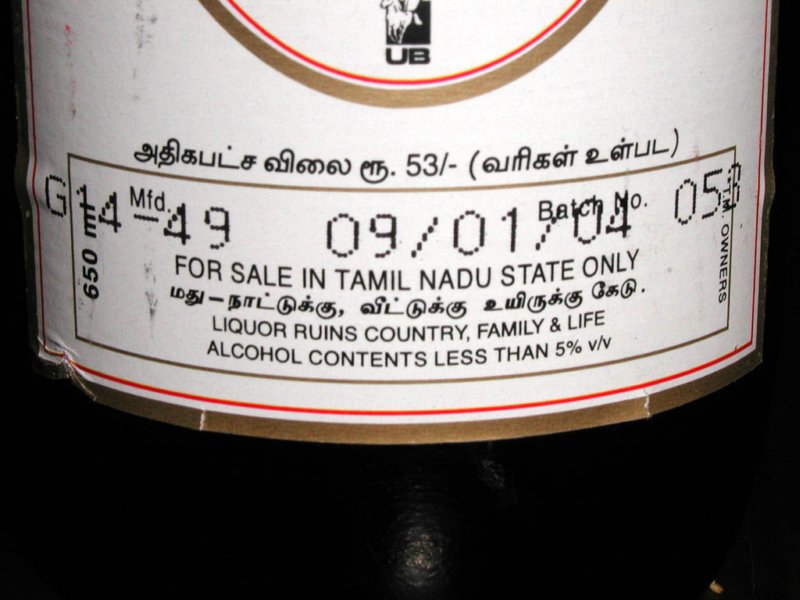 UB
அதிகபட்ச விலை ரூ. 53/- (வரிகள் உள்பட)
Mfd. Batch No.
G14-49 09/01/04 053
650 ml
T.M. OWNERS
FOR SALE IN TAMIL NADU STATE ONLY
மது-நாட்டுக்கு, வீட்டுக்கு உயிருக்கு கேடு.
LIQUOR RUINS COUNTRY, FAMILY & LIFE
ALCOHOL CONTENTS LESS THAN 5% v/v